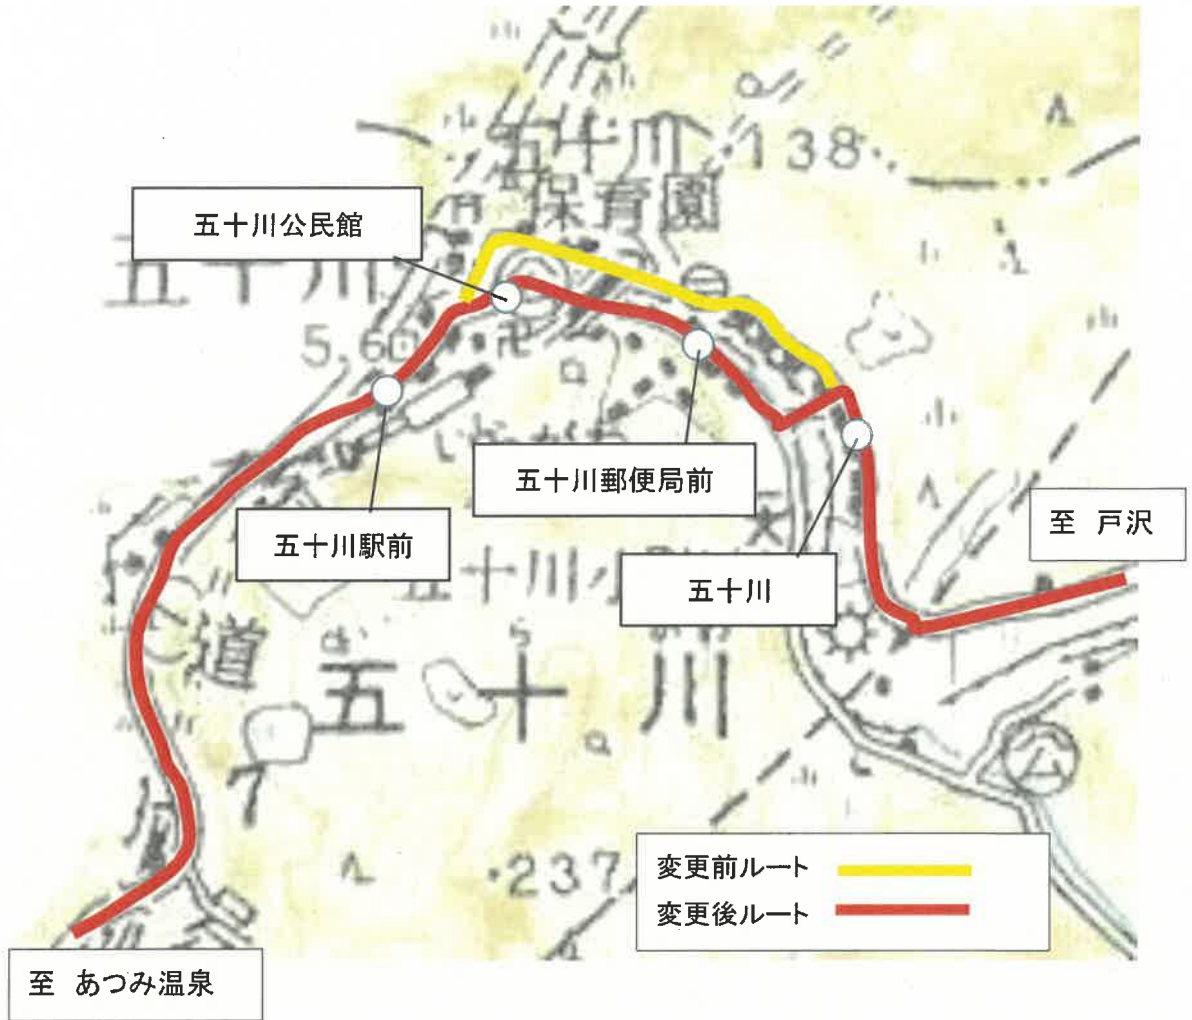 五十川
保育園
138
五十川公民館
五十川
5.6
五十川郵便局前
五十川駅前
至 戸沢
五十川
道
五十川
237
変更前ルート
変更後ルート
至 あつみ温泉